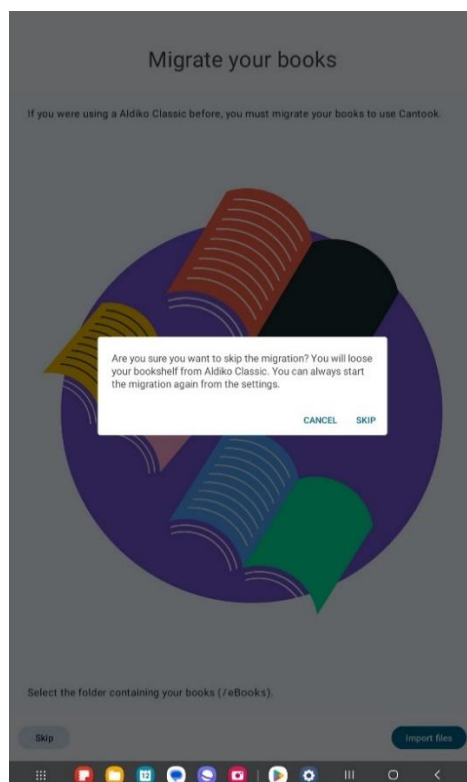 Migrate your books
If you were using a Aldiko Classic before, you must migrate your books to use Cantook.
Are you sure you want to skip the migration? You will loose
your bookshelf from Aldiko Classic. You can always start
the migration again from the settings.
CANCEL SKIP
Select the folder containing your books (/eBooks).
Skip Import files
12